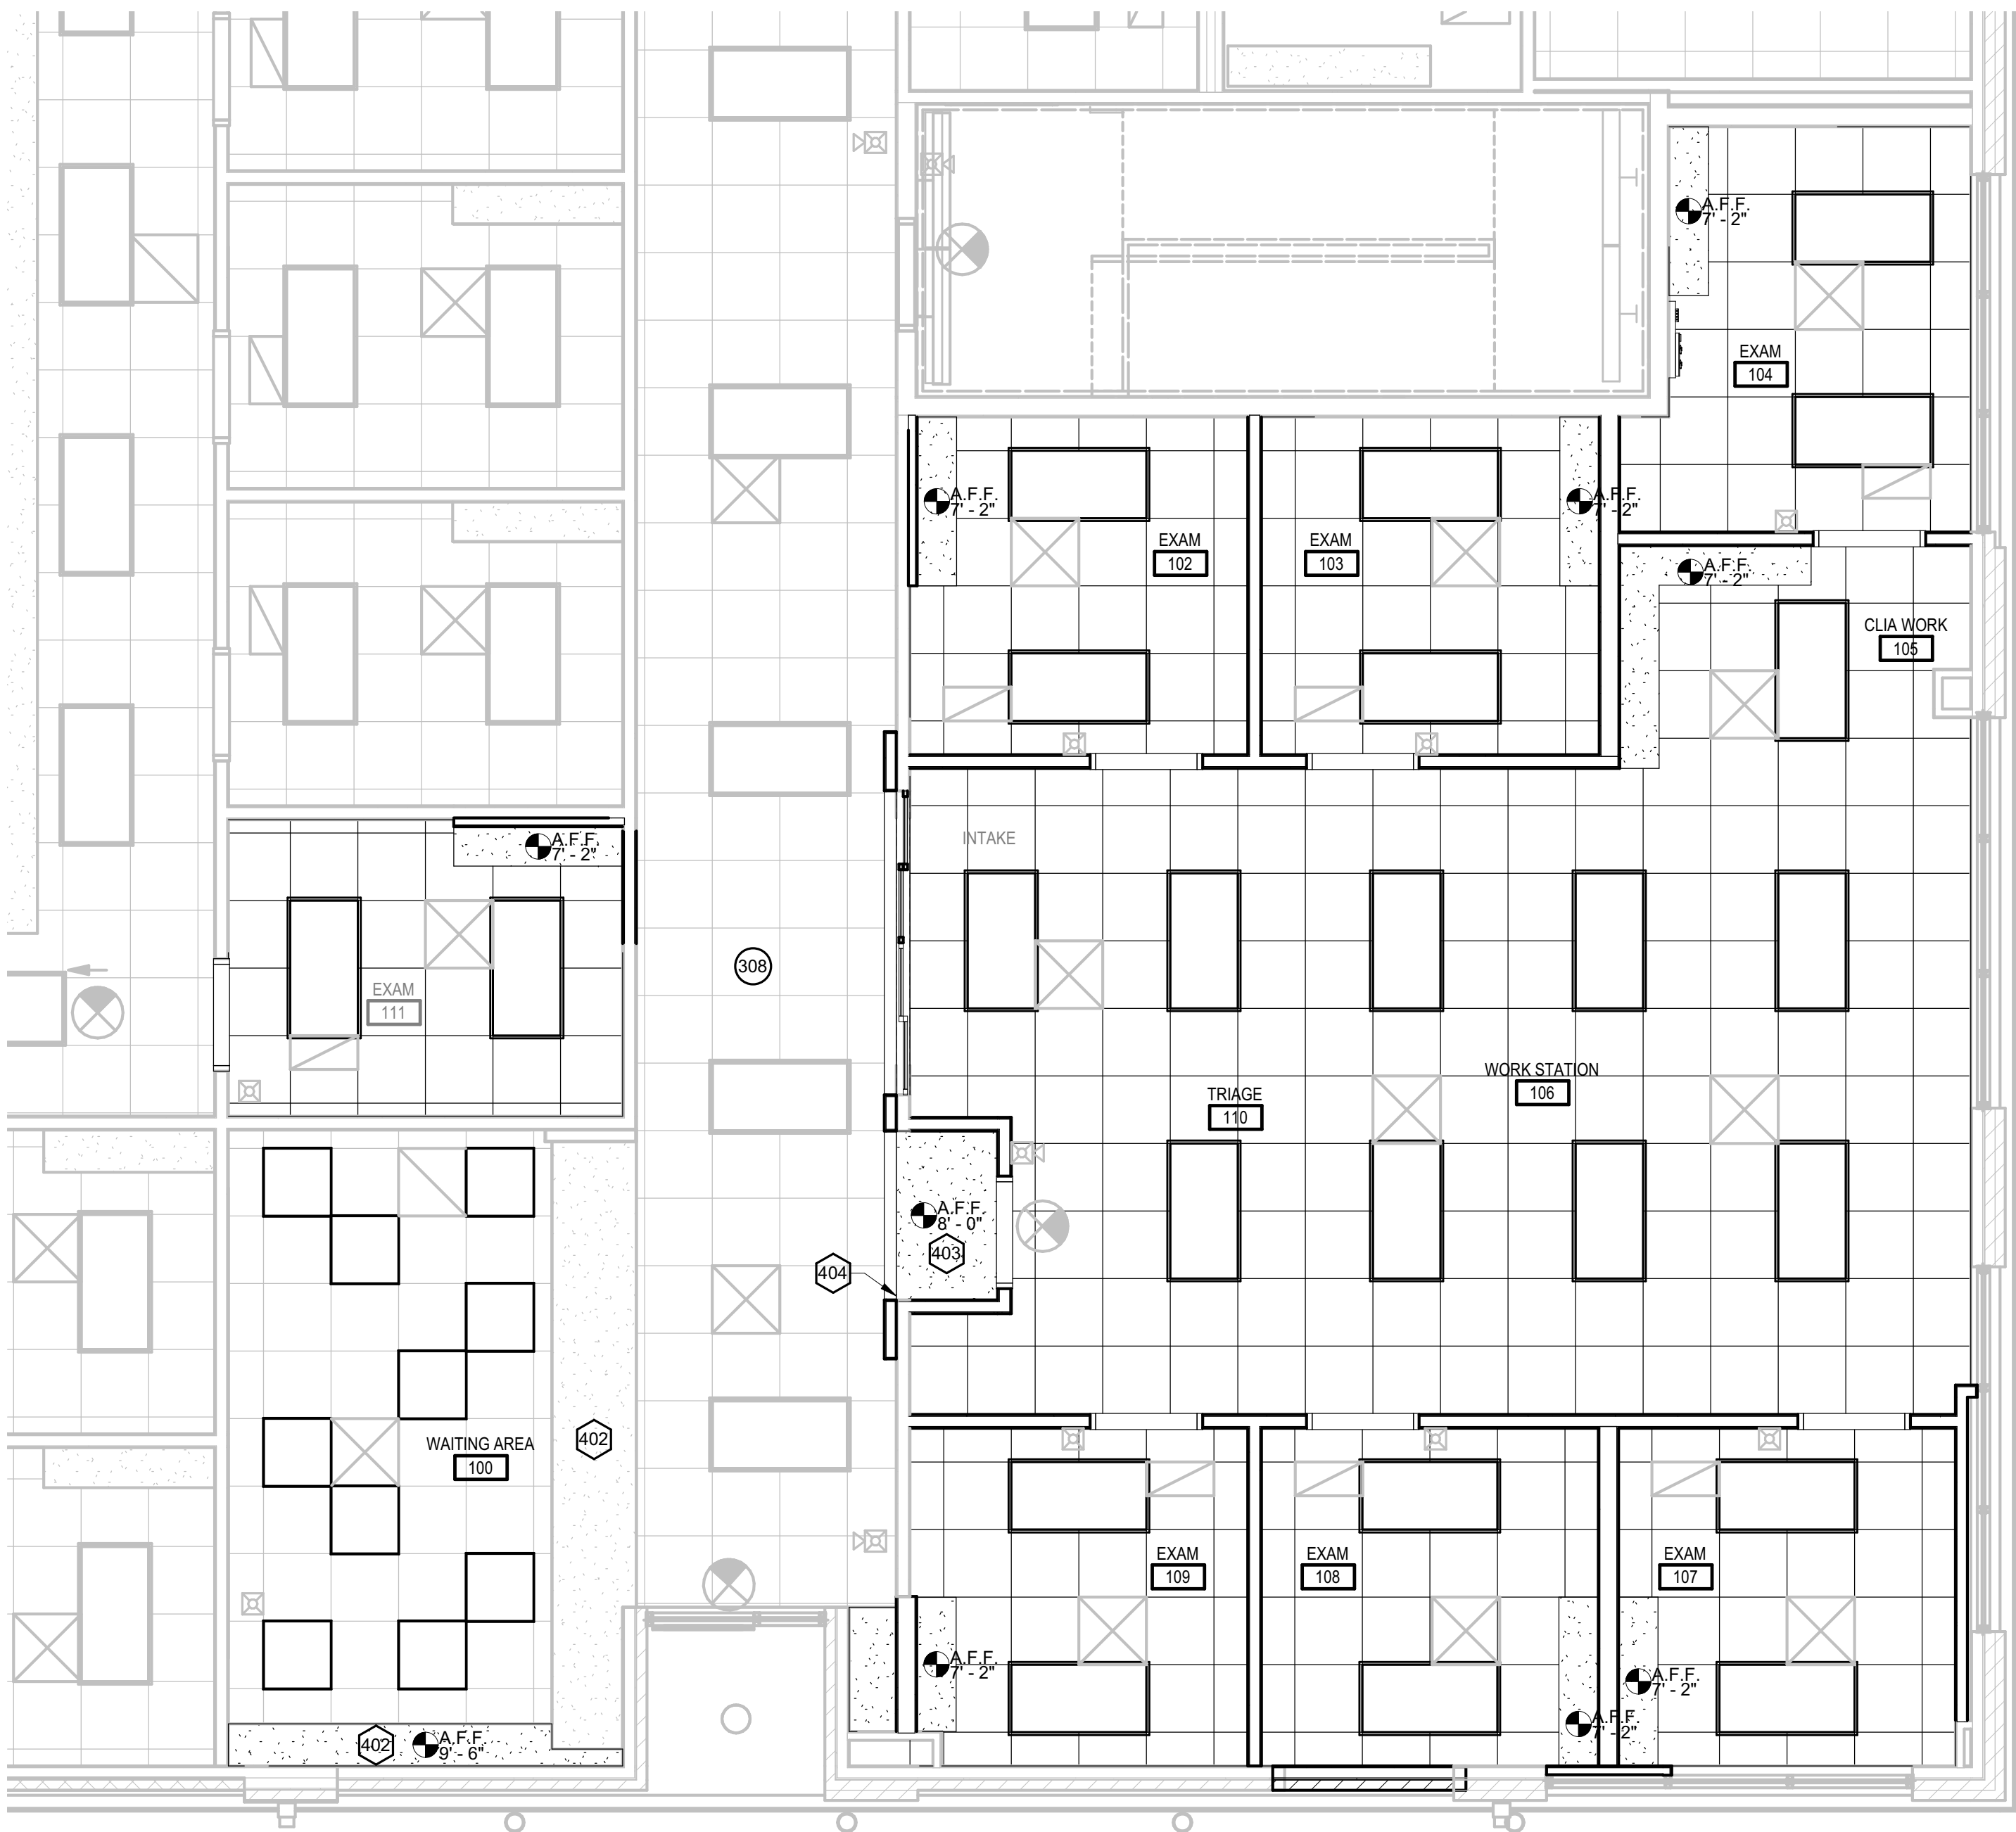 A.F.F.
7' - 2"
EXAM
104
A.F.F.
7' - 2"
A.F.F.
7' - 2"
EXAM
102
EXAM
103
A.F.F.
7' - 2"
CLIA WORK
105
A.F.F.
7' - 2"
INTAKE
308
EXAM
111
WORK STATION
106
TRIAGE
110
A.F.F.
8' - 0"
403
404
402
WAITING AREA
100
EXAM
109
EXAM
108
EXAM
107
A.F.F.
7' - 2"
A.F.F.
7' - 2"
A.F.F.
7' - 2"
402
A.F.F.
9' - 6"